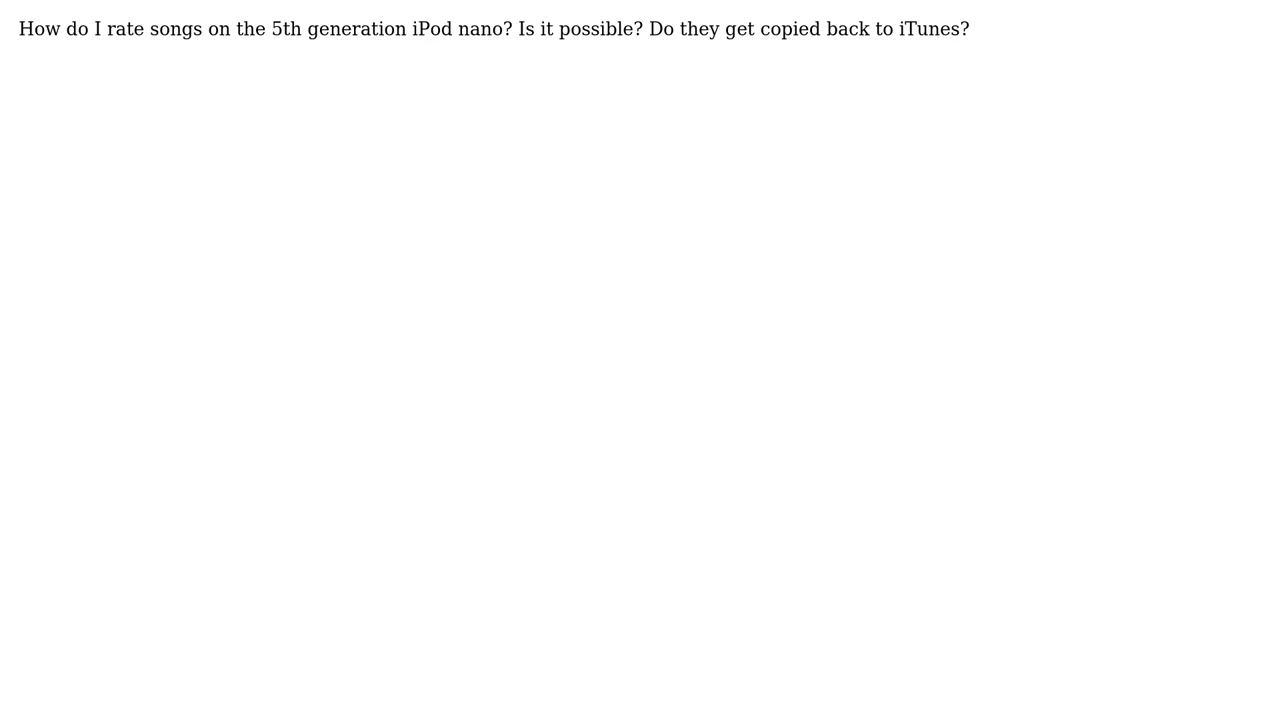 How do I rate songs on the 5th generation iPod nano? Is it possible? Do they get copied back to iTunes?